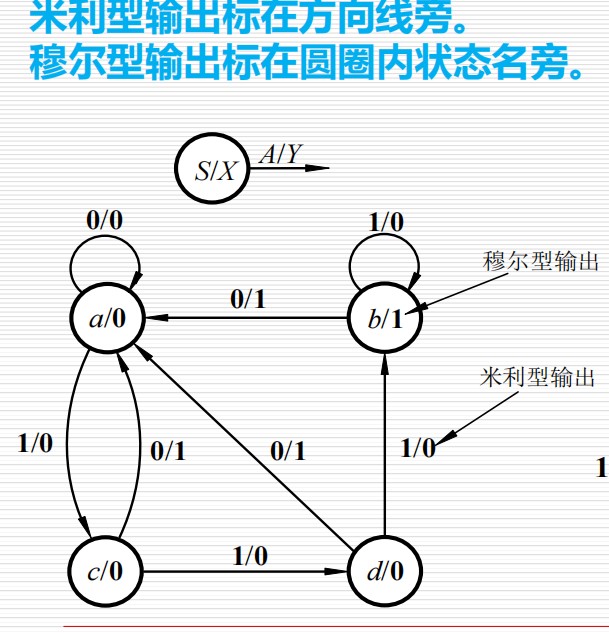 米利型输出标在方向线旁。
穆尔型输出标在圆圈内状态名旁。
S/X
A/Y
0/0
1/0
穆尔型输出
a/0
0/1
b/1
米利型输出
1/0
0/1
0/1
1/0
1
c/0
1/0
d/0